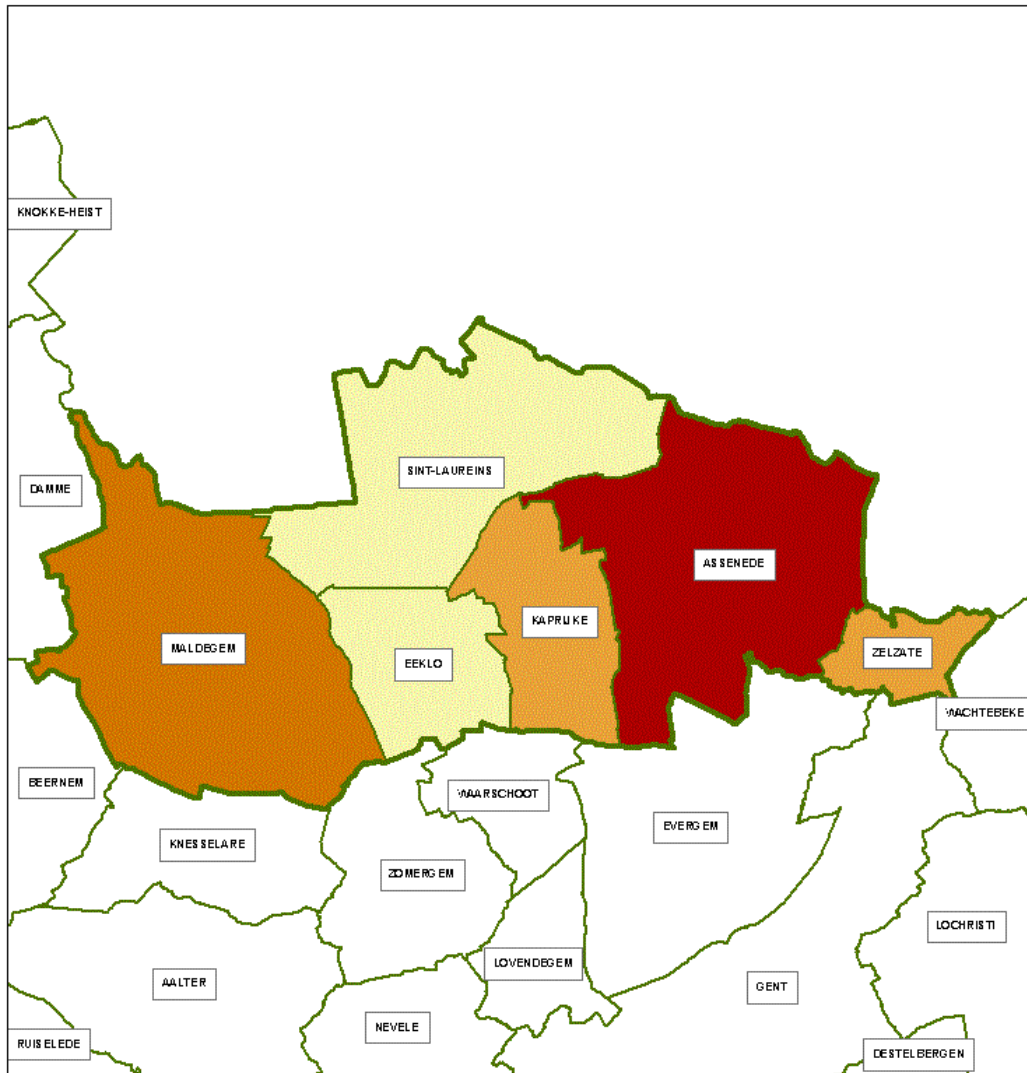 KNOKKE-HEIST
SINT-LAUREINS
DAMME
ASSENEDE
KAPRIJKE
MALDEGEM
EEKLO
ZELZATE
WACHTEBEKE
BEERNEM
WAARSCHOOT
EVERGEM
KNESSELARE
ZOMERGEM
LOCHRISTI
LOVENDEGEM
AALTER
GENT
NEVELE
RUISELEDE
DESTELBERGEN